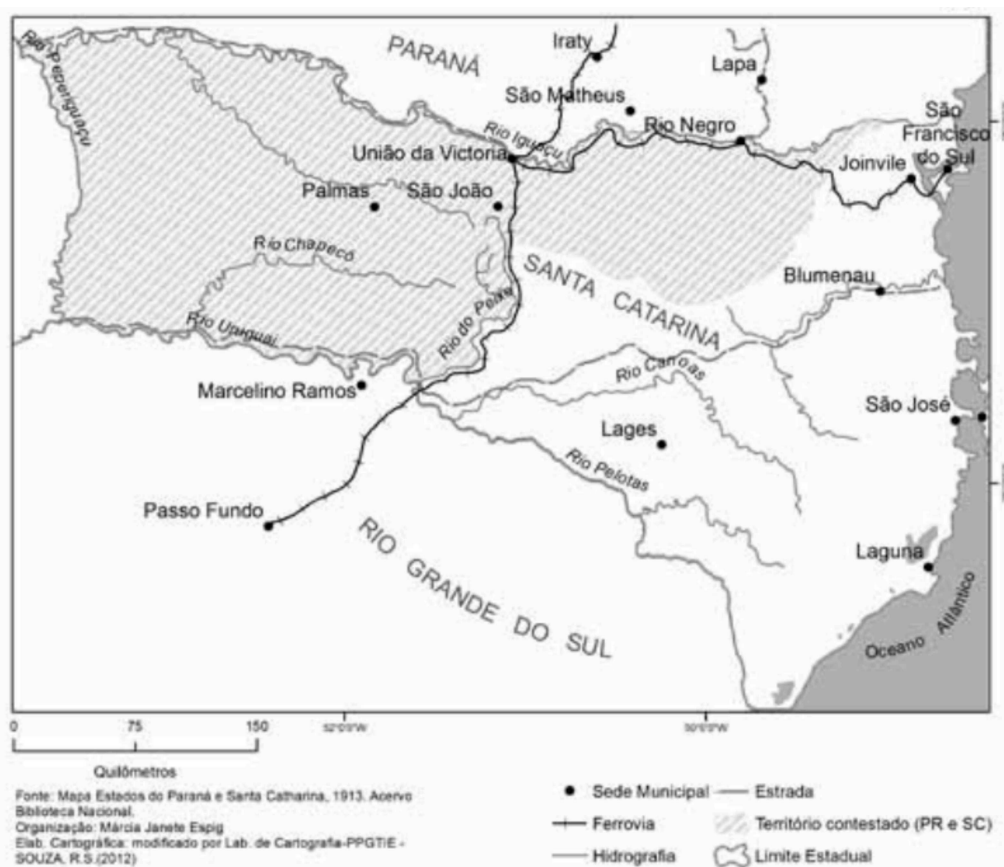 PARANÁ
Iraty
Lapa
São Matheus
Rio Negro
São
Francisco
do Sul
Rio Peperiguaçu
Rio Iguaçu
União da Victoria
Joinvile
Palmas
São João
Rio Chapecó
SANTA CATARINA
Blumenau
Rio do Peixe
Rio Uruguai
Rio Canoas
Marcelino Ramos
São José
Lages
Rio Pelotas
Passo Fundo
RIO GRANDE DO SUL
Laguna
Oceano Atlântico
0 75 150
52°0'0"W
50°0'0"W
Quilômetros
Fonte: Mapa Estados do Paraná e Santa Catharina, 1913. Acervo
Biblioteca Nacional.
Organização: Márcia Janete Espig
Elab. Cartográfica: modificado por Lab. de Cartografia-PPGTIE -
SOUZA, R.S.(2012)
Sede Municipal
Estrada
Ferrovia
Território contestado (PR e SC)
Hidrografia
Limite Estadual